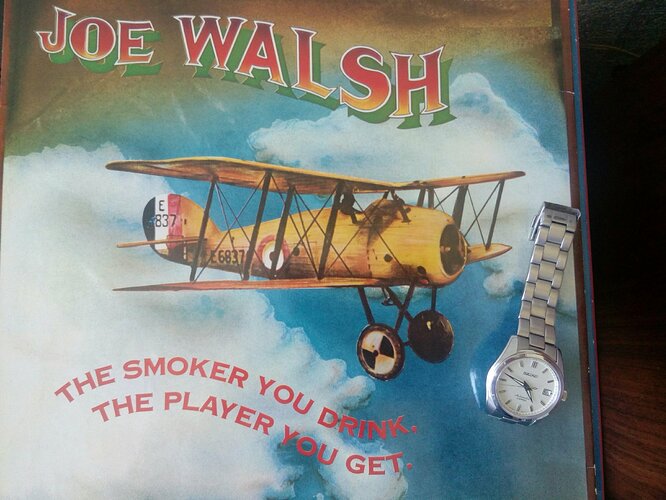 JOE WALSH
E
837
E6837
THE SMOKER YOU DRINK,
THE PLAYER YOU GET.
SEIKO